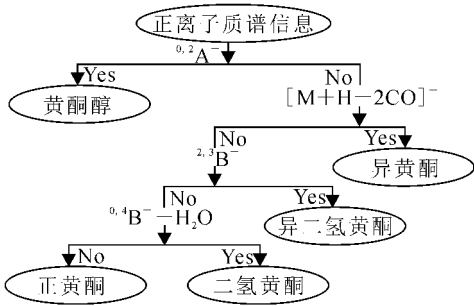 正离子质谱信息
0, 2A−
Yes
No
黄酮醇
[M+H−2CO]−
No
Yes
2, 3B−
异黄酮
No
Yes
0, 4B−−H2O
异二氢黄酮
No
Yes
正黄酮
二氢黄酮